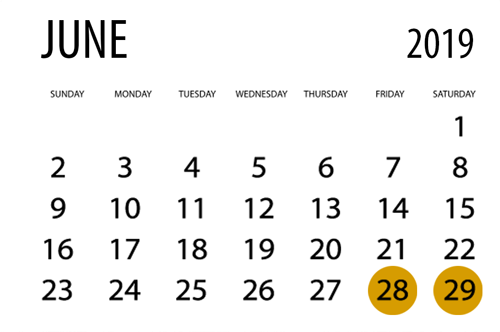 JUNE 2019
SUNDAY MONDAY TUESDAY WEDNESDAY THURSDAY FRIDAY SATURDAY
1
2 3 4 5 6 7 8
9 10 11 12 13 14 15
16 17 18 19 20 21 22
23 24 25 26 27 28 29